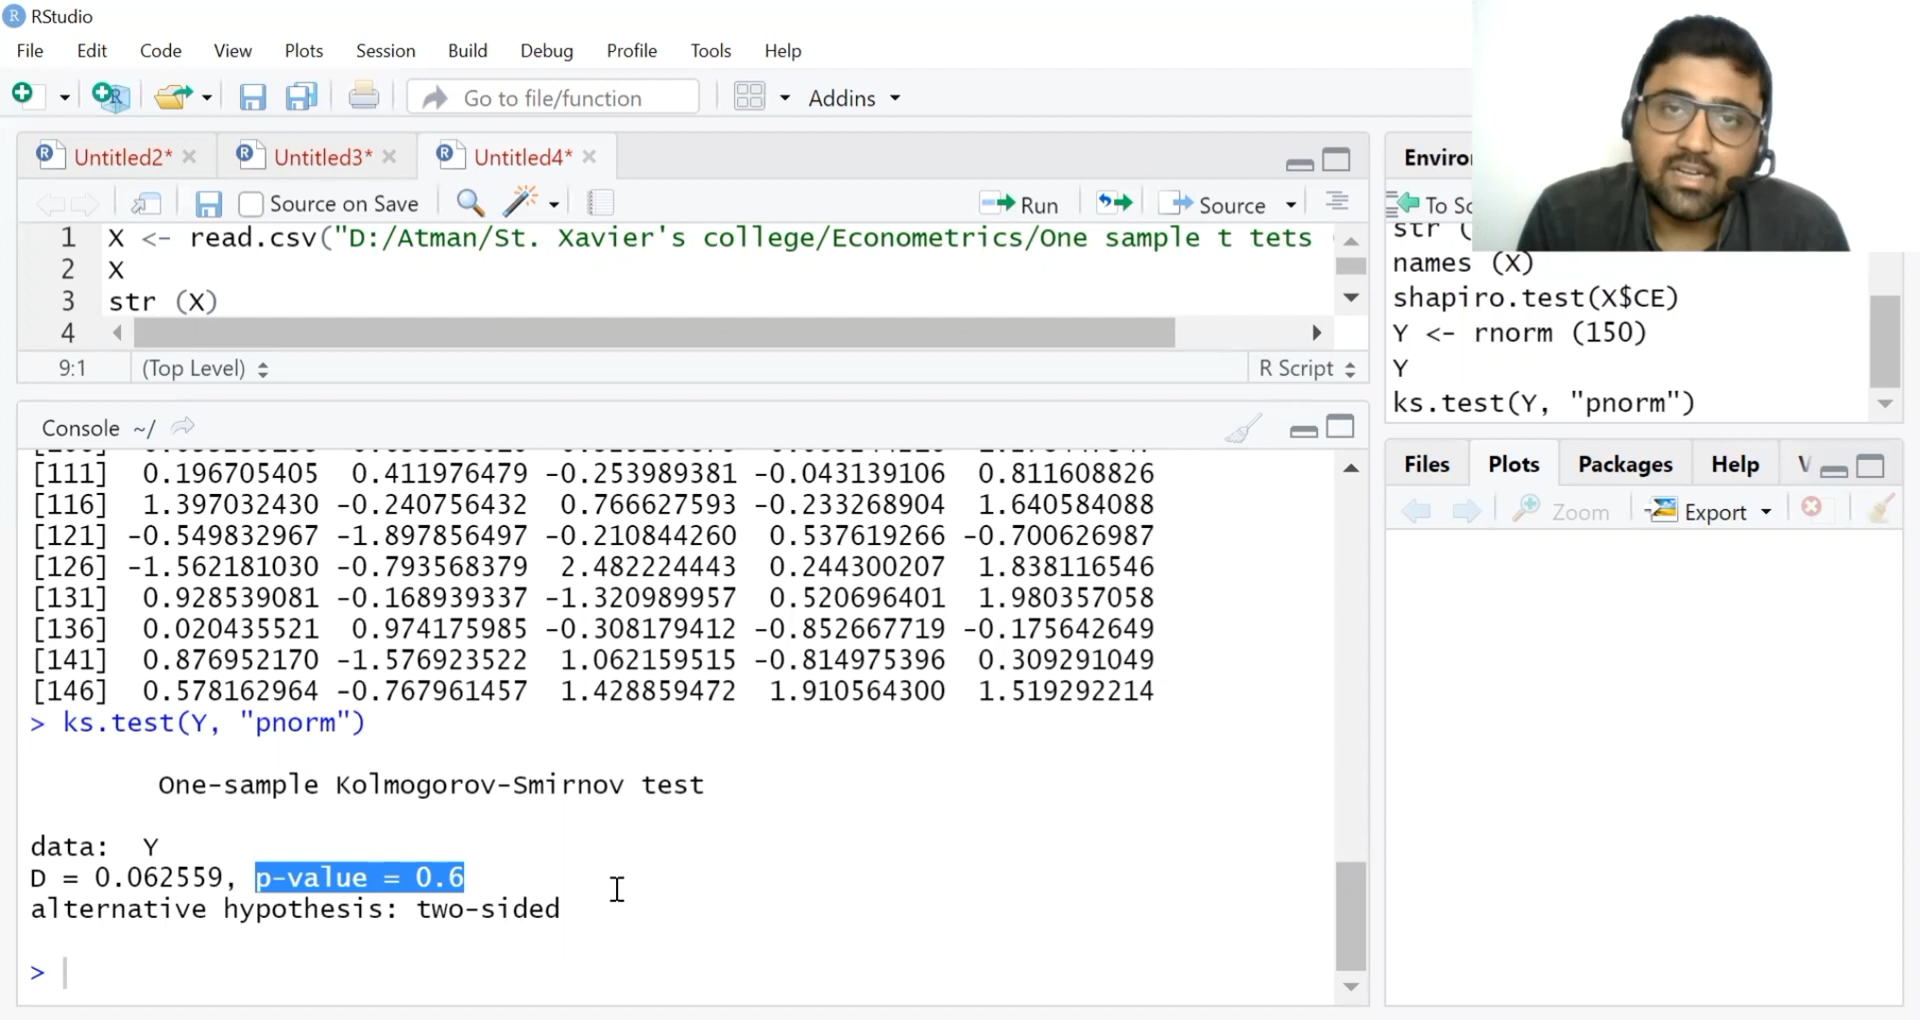 RStudio
File Edit Code View Plots Session Build Debug Profile Tools Help
Go to file/function Addins
Untitled2* Untitled3* Untitled4*
Source on Save Run Source
1 X <- read.csv("D:/Atman/St. Xavier's college/Econometrics/One sample t tets
2 X
3 str (X)
4
9:1 (Top Level) R Script
Console ~/
[111] 0.196705405 0.411976479 -0.253989381 -0.043139106 0.811608826
[116] 1.397032430 -0.240756432 0.766627593 -0.233268904 1.640584088
[121] -0.549832967 -1.897856497 -0.210844260 0.537619266 -0.700626987
[126] -1.562181030 -0.793568379 2.482224443 0.244300207 1.838116546
[131] 0.928539081 -0.168939337 -1.320989957 0.520696401 1.980357058
[136] 0.020435521 0.974175985 -0.308179412 -0.852667719 -0.175642649
[141] 0.876952170 -1.576923522 1.062159515 -0.814975396 0.309291049
[146] 0.578162964 -0.767961457 1.428859472 1.910564300 1.519292214
> ks.test(Y, "pnorm")
One-sample Kolmogorov-Smirnov test
data: Y
D = 0.062559, p-value = 0.6
alternative hypothesis: two-sided
>
Enviro
To So
str (
names (X)
shapiro.test(X$CE)
Y <- rnorm (150)
Y
ks.test(Y, "pnorm")
Files Plots Packages Help V
Zoom Export